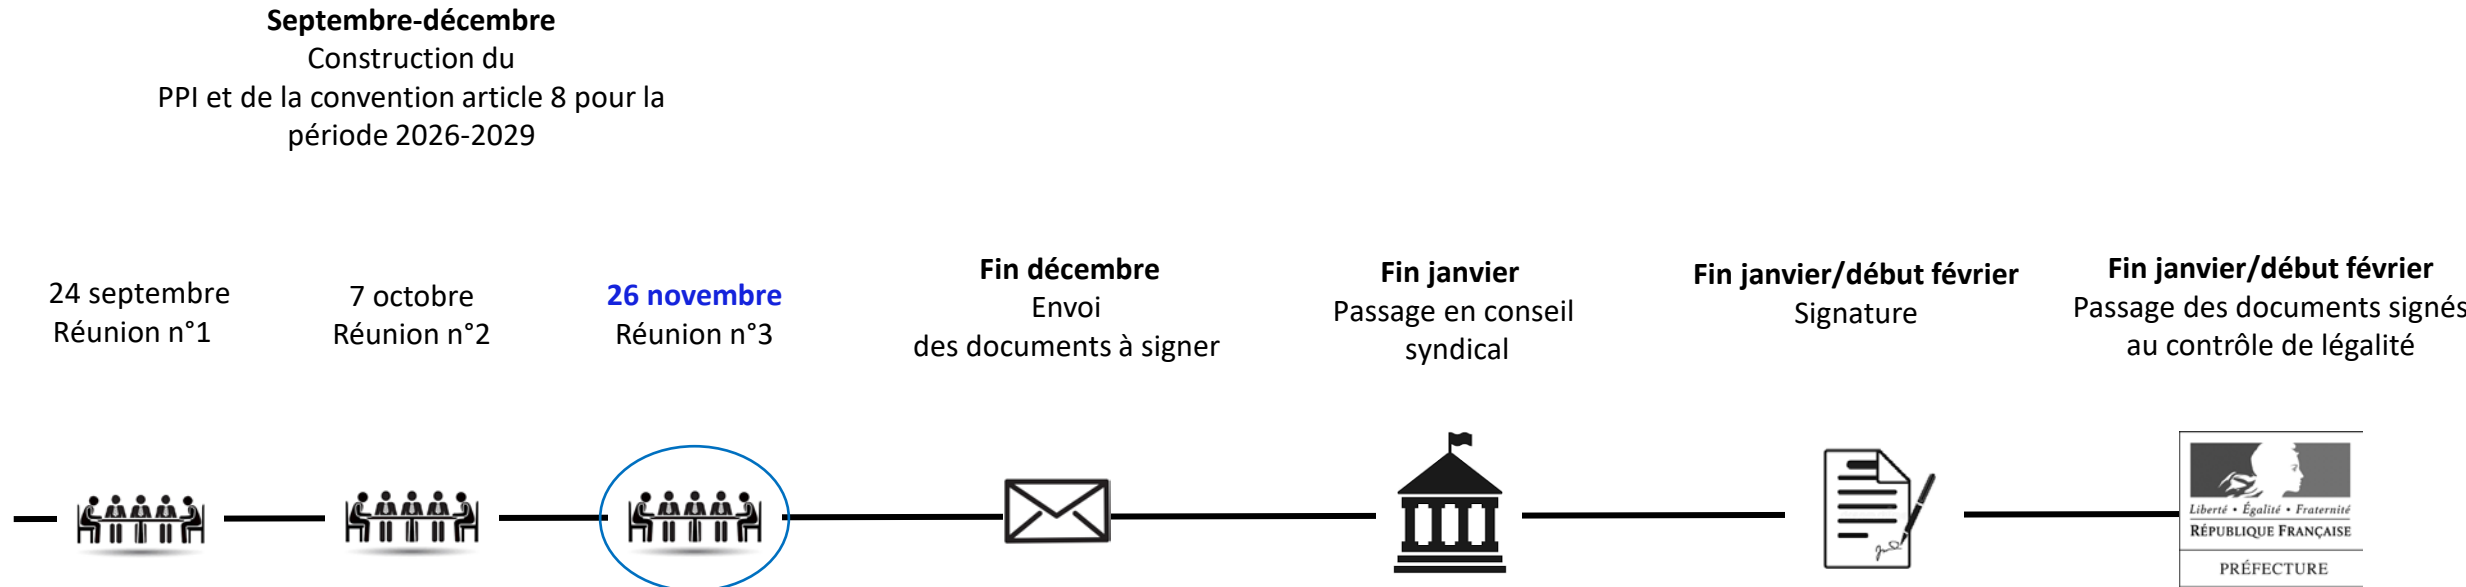 Septembre-décembre
Construction du
PPI et de la convention article 8 pour la
période 2026-2029
24 septembre
Réunion n°1
7 octobre
Réunion n°2
26 novembre
Réunion n°3
Fin décembre
Envoi
des documents à signer
Fin janvier
Passage en conseil
syndical
Fin janvier/début février
Signature
Fin janvier/début février
Passage des documents signés
au contrôle de légalité
Liberté • Égalité • Fraternité
RÉPUBLIQUE FRANÇAISE
PRÉFECTURE